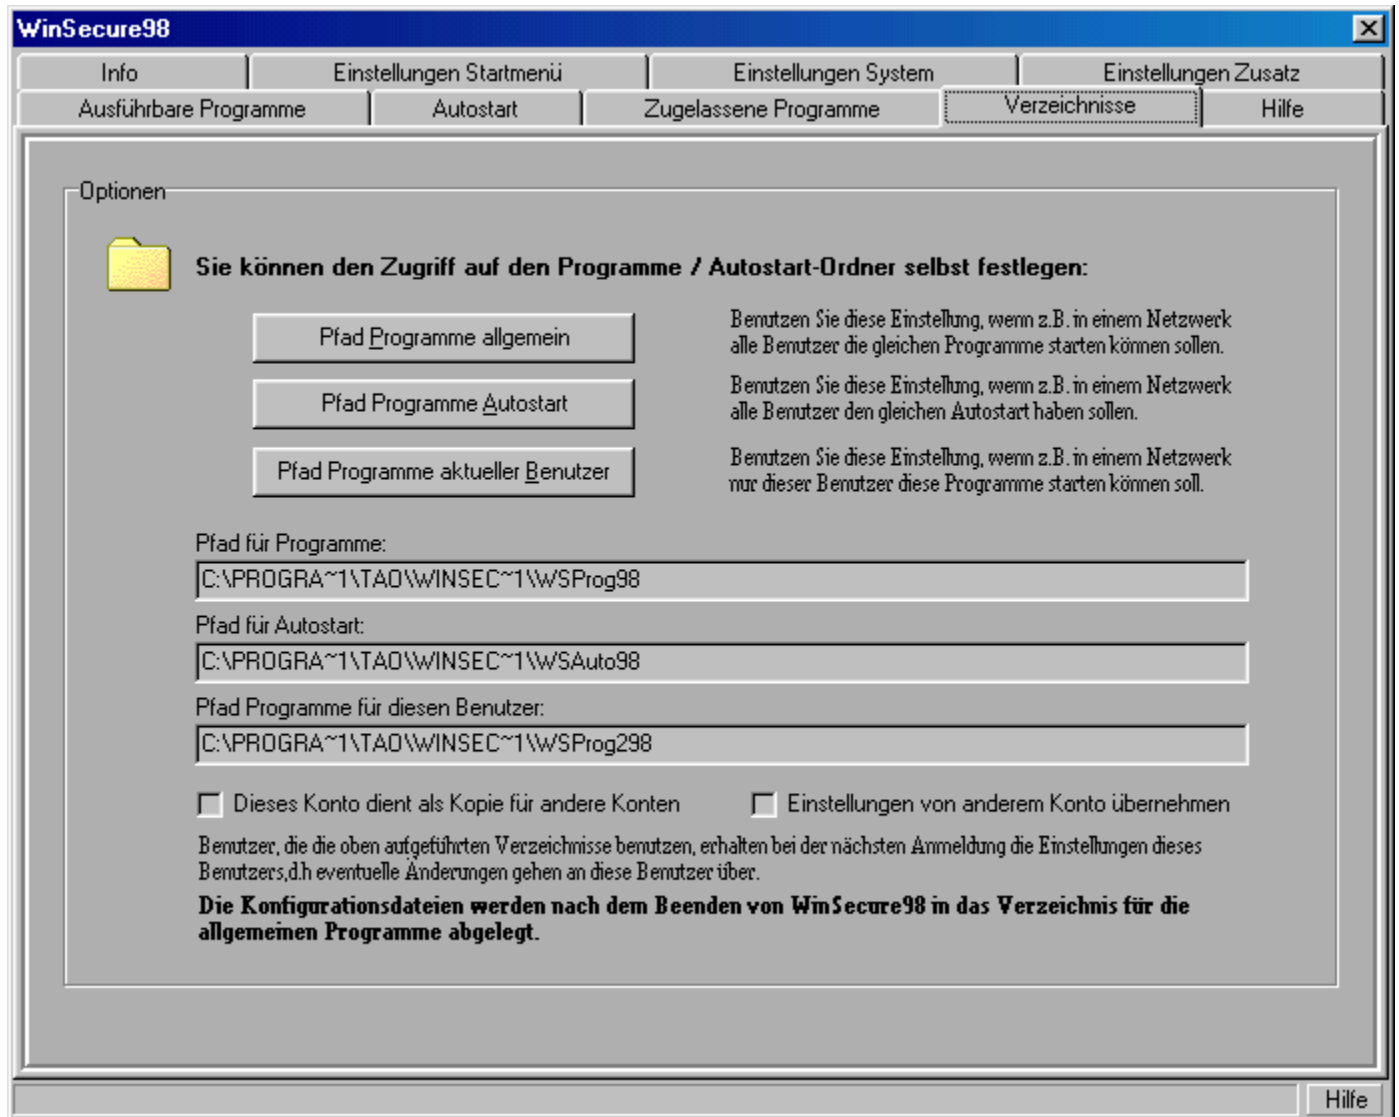 WinSecure98
Info
Einstellungen Startmenü
Einstellungen System
Einstellungen Zusatz
Ausführbare Programme
Autostart
Zugelassene Programme
Verzeichnisse
Hilfe
Optionen
Sie können den Zugriff auf den Programme / Autostart-Ordner selbst festlegen:
Pfad Programme allgemein
Benutzen Sie diese Einstellung, wenn z.B. in einem Netzwerk
alle Benutzer die gleichen Programme starten können sollen.
Pfad Programme Autostart
Benutzen Sie diese Einstellung, wenn z.B. in einem Netzwerk
alle Benutzer den gleichen Autostart haben sollen.
Pfad Programme aktueller Benutzer
Benutzen Sie diese Einstellung, wenn z.B. in einem Netzwerk
nur dieser Benutzer diese Programme starten können soll.
Pfad für Programme:
C:\PROGRA~1\TAO\WINSEC~1\WSProg98
Pfad für Autostart:
C:\PROGRA~1\TAO\WINSEC~1\WSAuto98
Pfad Programme für diesen Benutzer:
C:\PROGRA~1\TAO\WINSEC~1\WSProg298
Dieses Konto dient als Kopie für andere Konten
Einstellungen von anderem Konto übernehmen
Benutzer, die die oben aufgeführten Verzeichnisse benutzen, erhalten bei der nächsten Anmeldung die Einstellungen dieses
Benutzers,d.h eventuelle Änderungen gehen an diese Benutzer über.
Die Konfigurationsdateien werden nach dem Beenden von WinSecure98 in das Verzeichnis für die
allgemeinen Programme abgelegt.
Hilfe